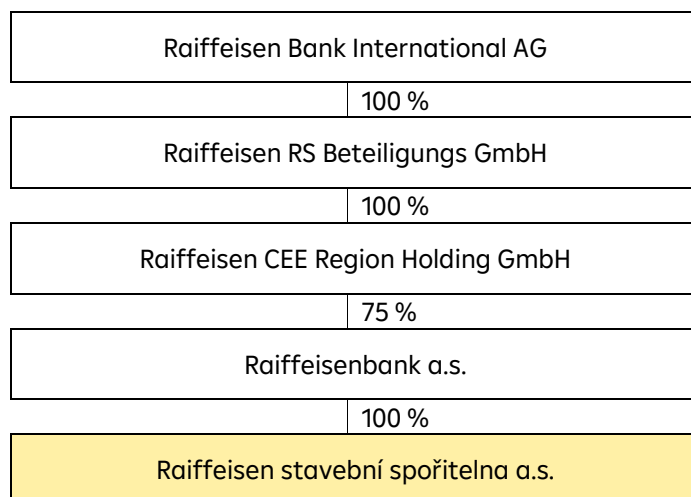 Raiffeisen Bank International AG
100 %
Raiffeisen RS Beteiligungs GmbH
100 %
Raiffeisen CEE Region Holding GmbH
75 %
Raiffeisenbank a.s.
100 %
Raiffeisen stavební spořitelna a.s.